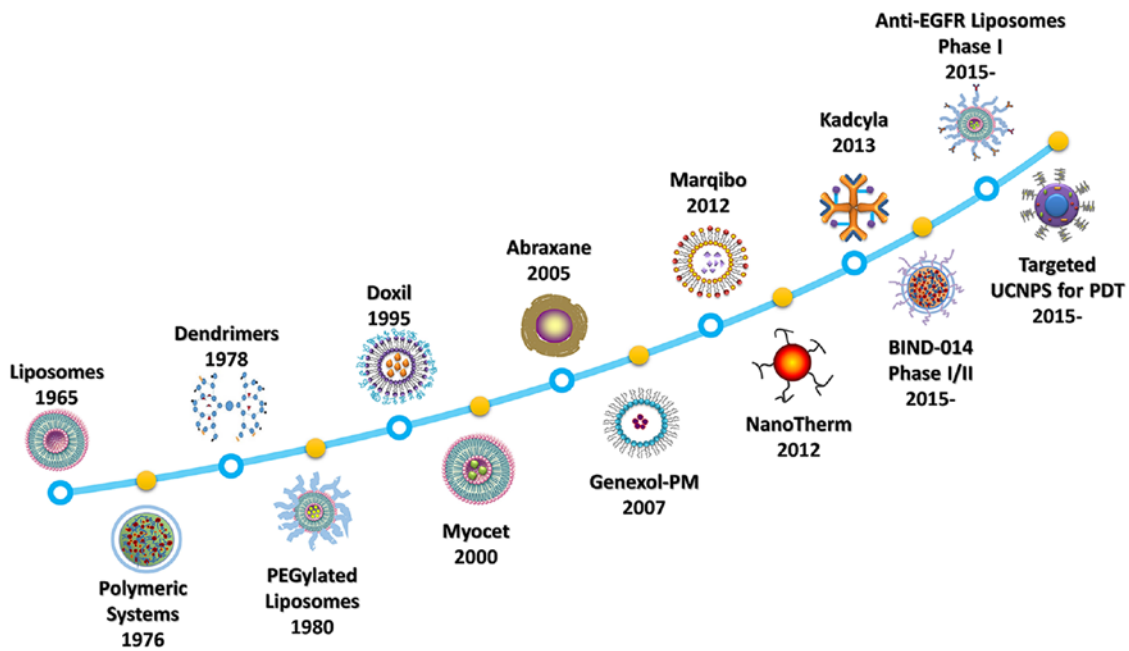 Liposomes
1965
Polymeric
Systems
1976
Dendrimers
1978
PEGylated
Liposomes
1980
Doxil
1995
Myocet
2000
Abraxane
2005
Genexol-PM
2007
Marqibo
2012
NanoTherm
2012
Kadcyla
2013
BIND-014
Phase I/II
2015-
Anti-EGFR Liposomes
Phase I
2015-
Targeted
UCNPS for PDT
2015-